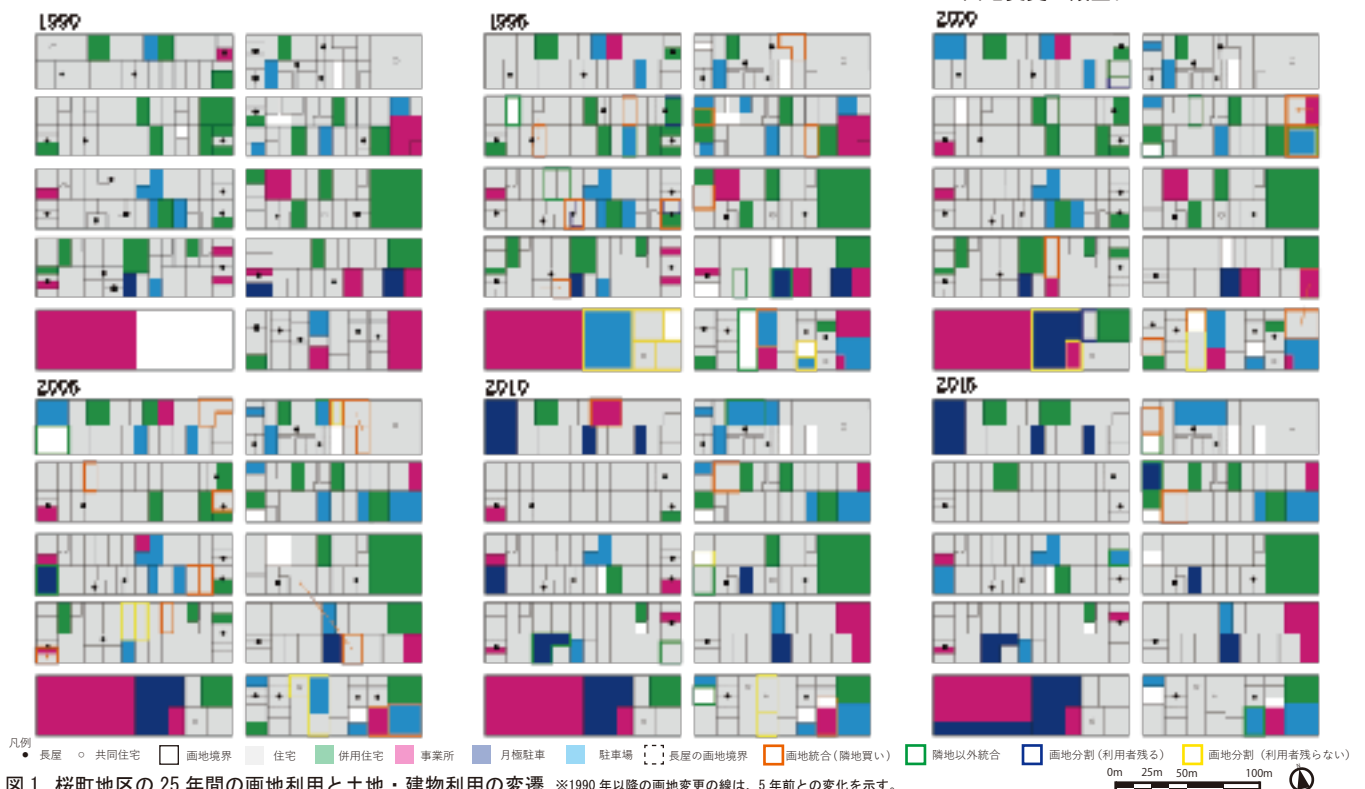 1990
1995
2000
2005
2010
2015
凡例
長屋 共同住宅 画地境界 住宅 併用住宅 事業所 月極駐車 駐車場 長屋の画地境界 画地統合（隣地買い） 隣地以外統合 画地分割（利用者残る） 画地分割（利用者残らない）
図1 桜町地区の25年間の画地利用と土地・建物利用の変遷 ※1990年以降の画地変更の線は、5年前との変化を示す。
0m 25m 50m 100m